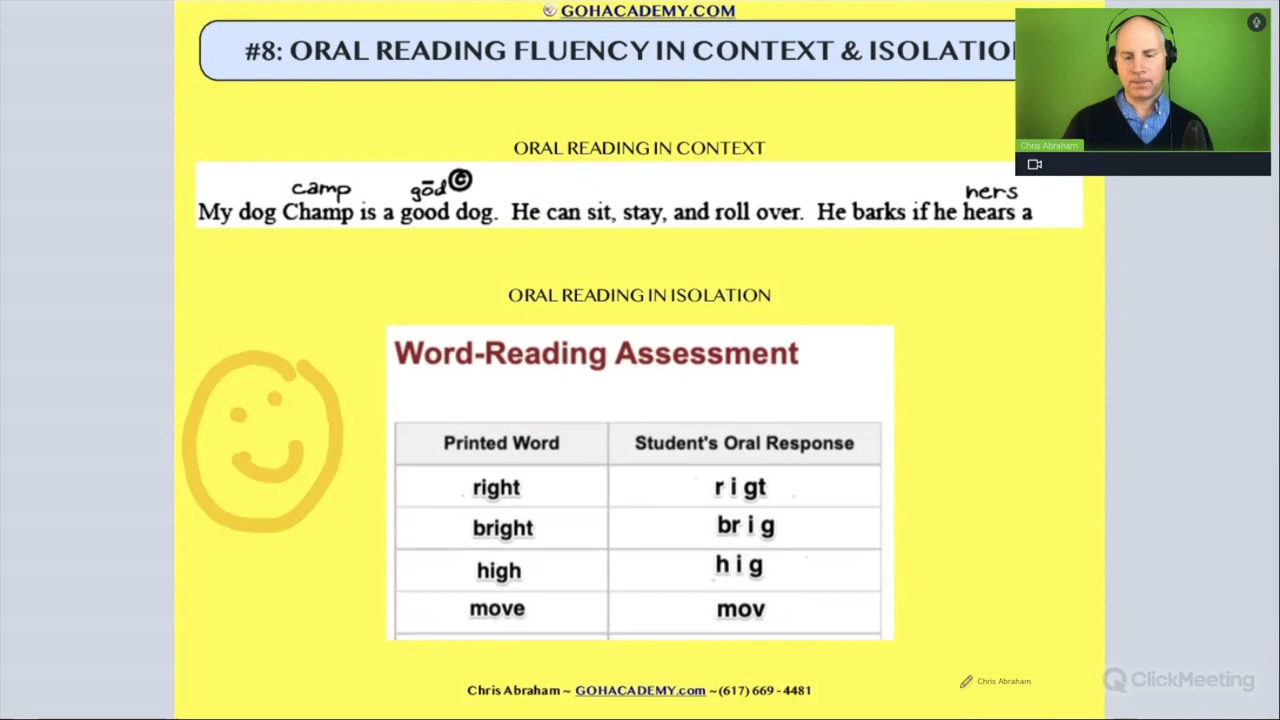 GOHACADEMY.COM
#8: ORAL READING FLUENCY IN CONTEXT & ISOLATIO
Chris Abraham
ORAL READING IN CONTEXT
camp gōd © hers
My dog Champ is a good dog. He can sit, stay, and roll over. He barks if he hears a
ORAL READING IN ISOLATION
Word-Reading Assessment
Printed Word Student's Oral Response
right r i gt
bright br i g
high h i g
move mov
Chris Abraham ~ GOHACADEMY.com ~(617) 669 - 4481
Chris Abraham
ClickMeeting